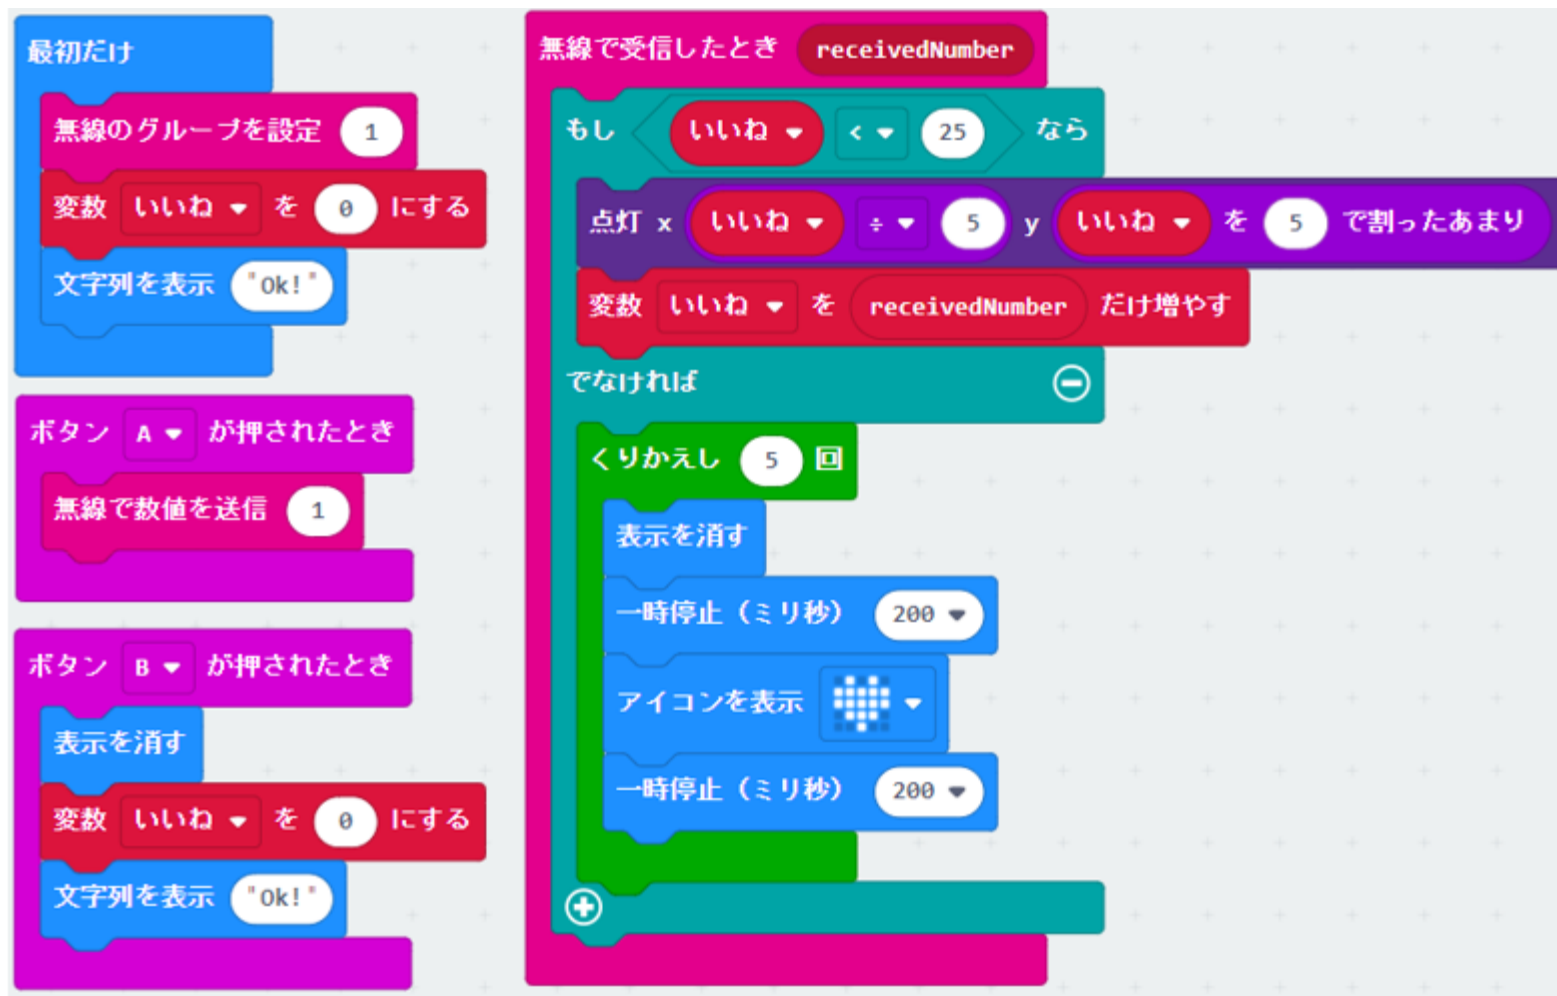 最初だけ
無線のグループを設定 1
変数 いいね を 0 にする
文字列を表示 "Ok!"
ボタン A が押されたとき
無線で数値を送信 1
ボタン B が押されたとき
表示を消す
変数 いいね を 0 にする
文字列を表示 "Ok!"
無線で受信したとき receivedNumber
もし いいね < 25 なら
点灯 x いいね ÷ 5 y いいね を 5 で割ったあまり
変数 いいね を receivedNumber だけ増やす
でなければ
くりかえし 5 回
表示を消す
一時停止（ミリ秒） 200
アイコンを表示
一時停止（ミリ秒） 200